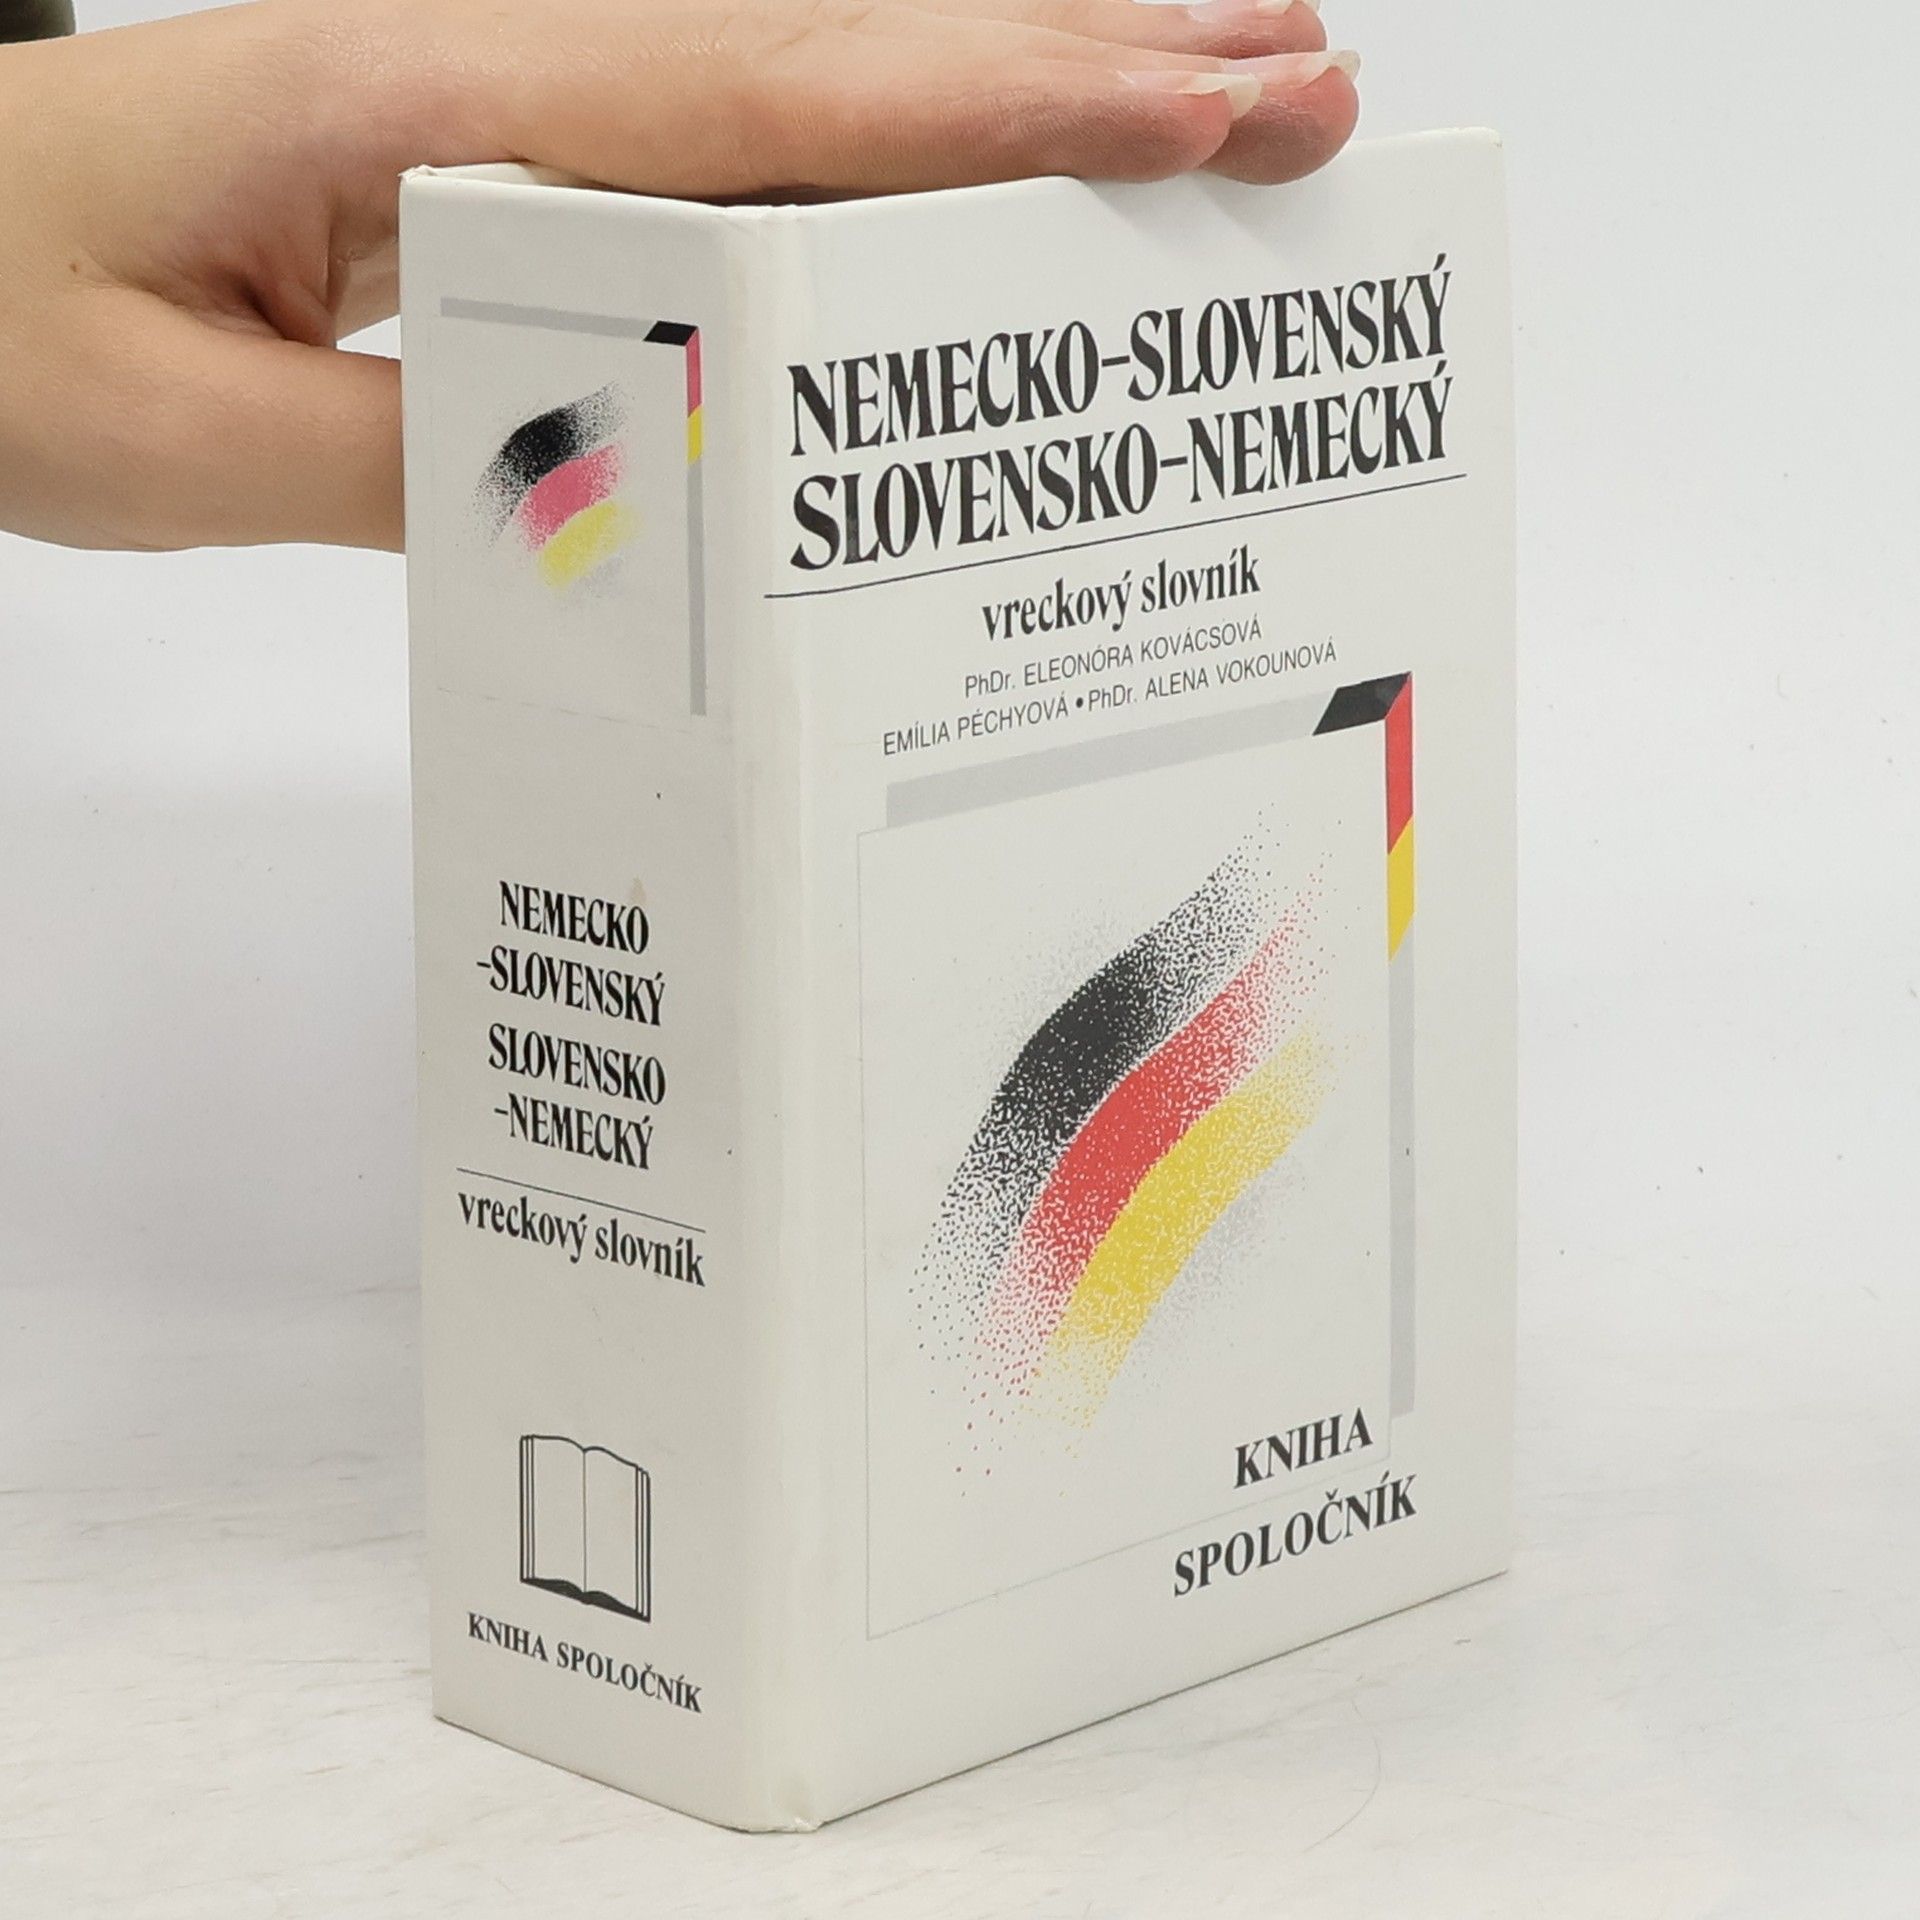 NEMECKO-SLOVENSKÝ
SLOVENSKO-NEMECKÝ
vreckový slovník
PhDr. ELEONÓRA KOVÁCSOVÁ
EMÍLIA PÉCHYOVÁ • PhDr. ALENA VOKOUNOVÁ
KNIHA
SPOLOČNÍK
NEMECKO
-SLOVENSKÝ
SLOVENSKO
-NEMECKÝ
vreckový slovník
KNIHA SPOLOČNÍK